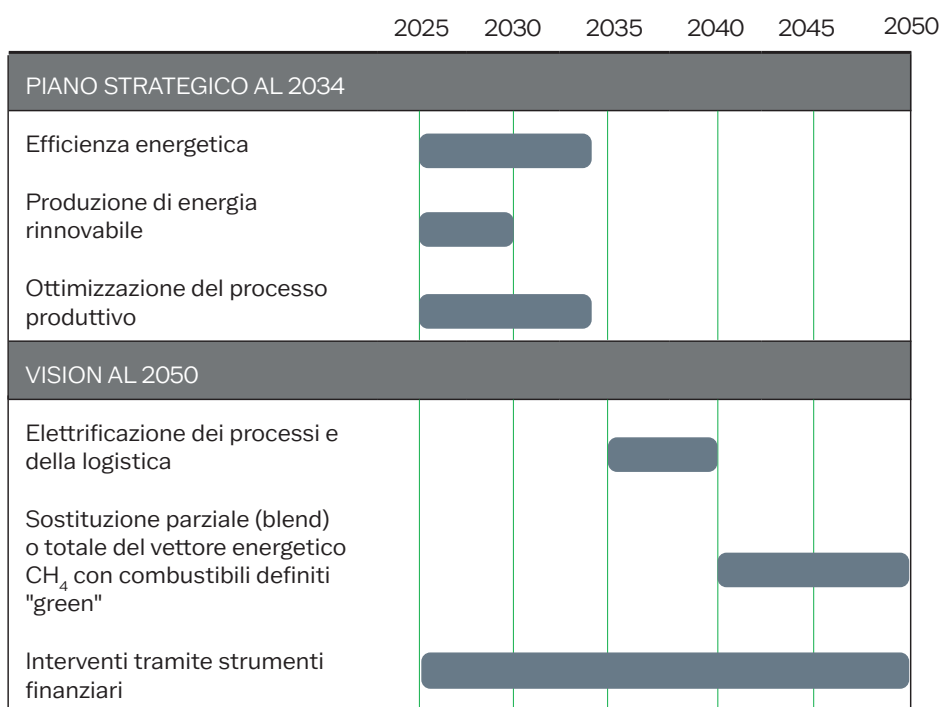 2025 2030 2035 2040 2045 2050
PIANO STRATEGICO AL 2034
Efficienza energetica
Produzione di energia
rinnovabile
Ottimizzazione del processo
produttivo
VISION AL 2050
Elettrificazione dei processi e
della logistica
Sostituzione parziale (blend)
o totale del vettore energetico
CH₄ con combustibili definiti
"green"
Interventi tramite strumenti
finanziari